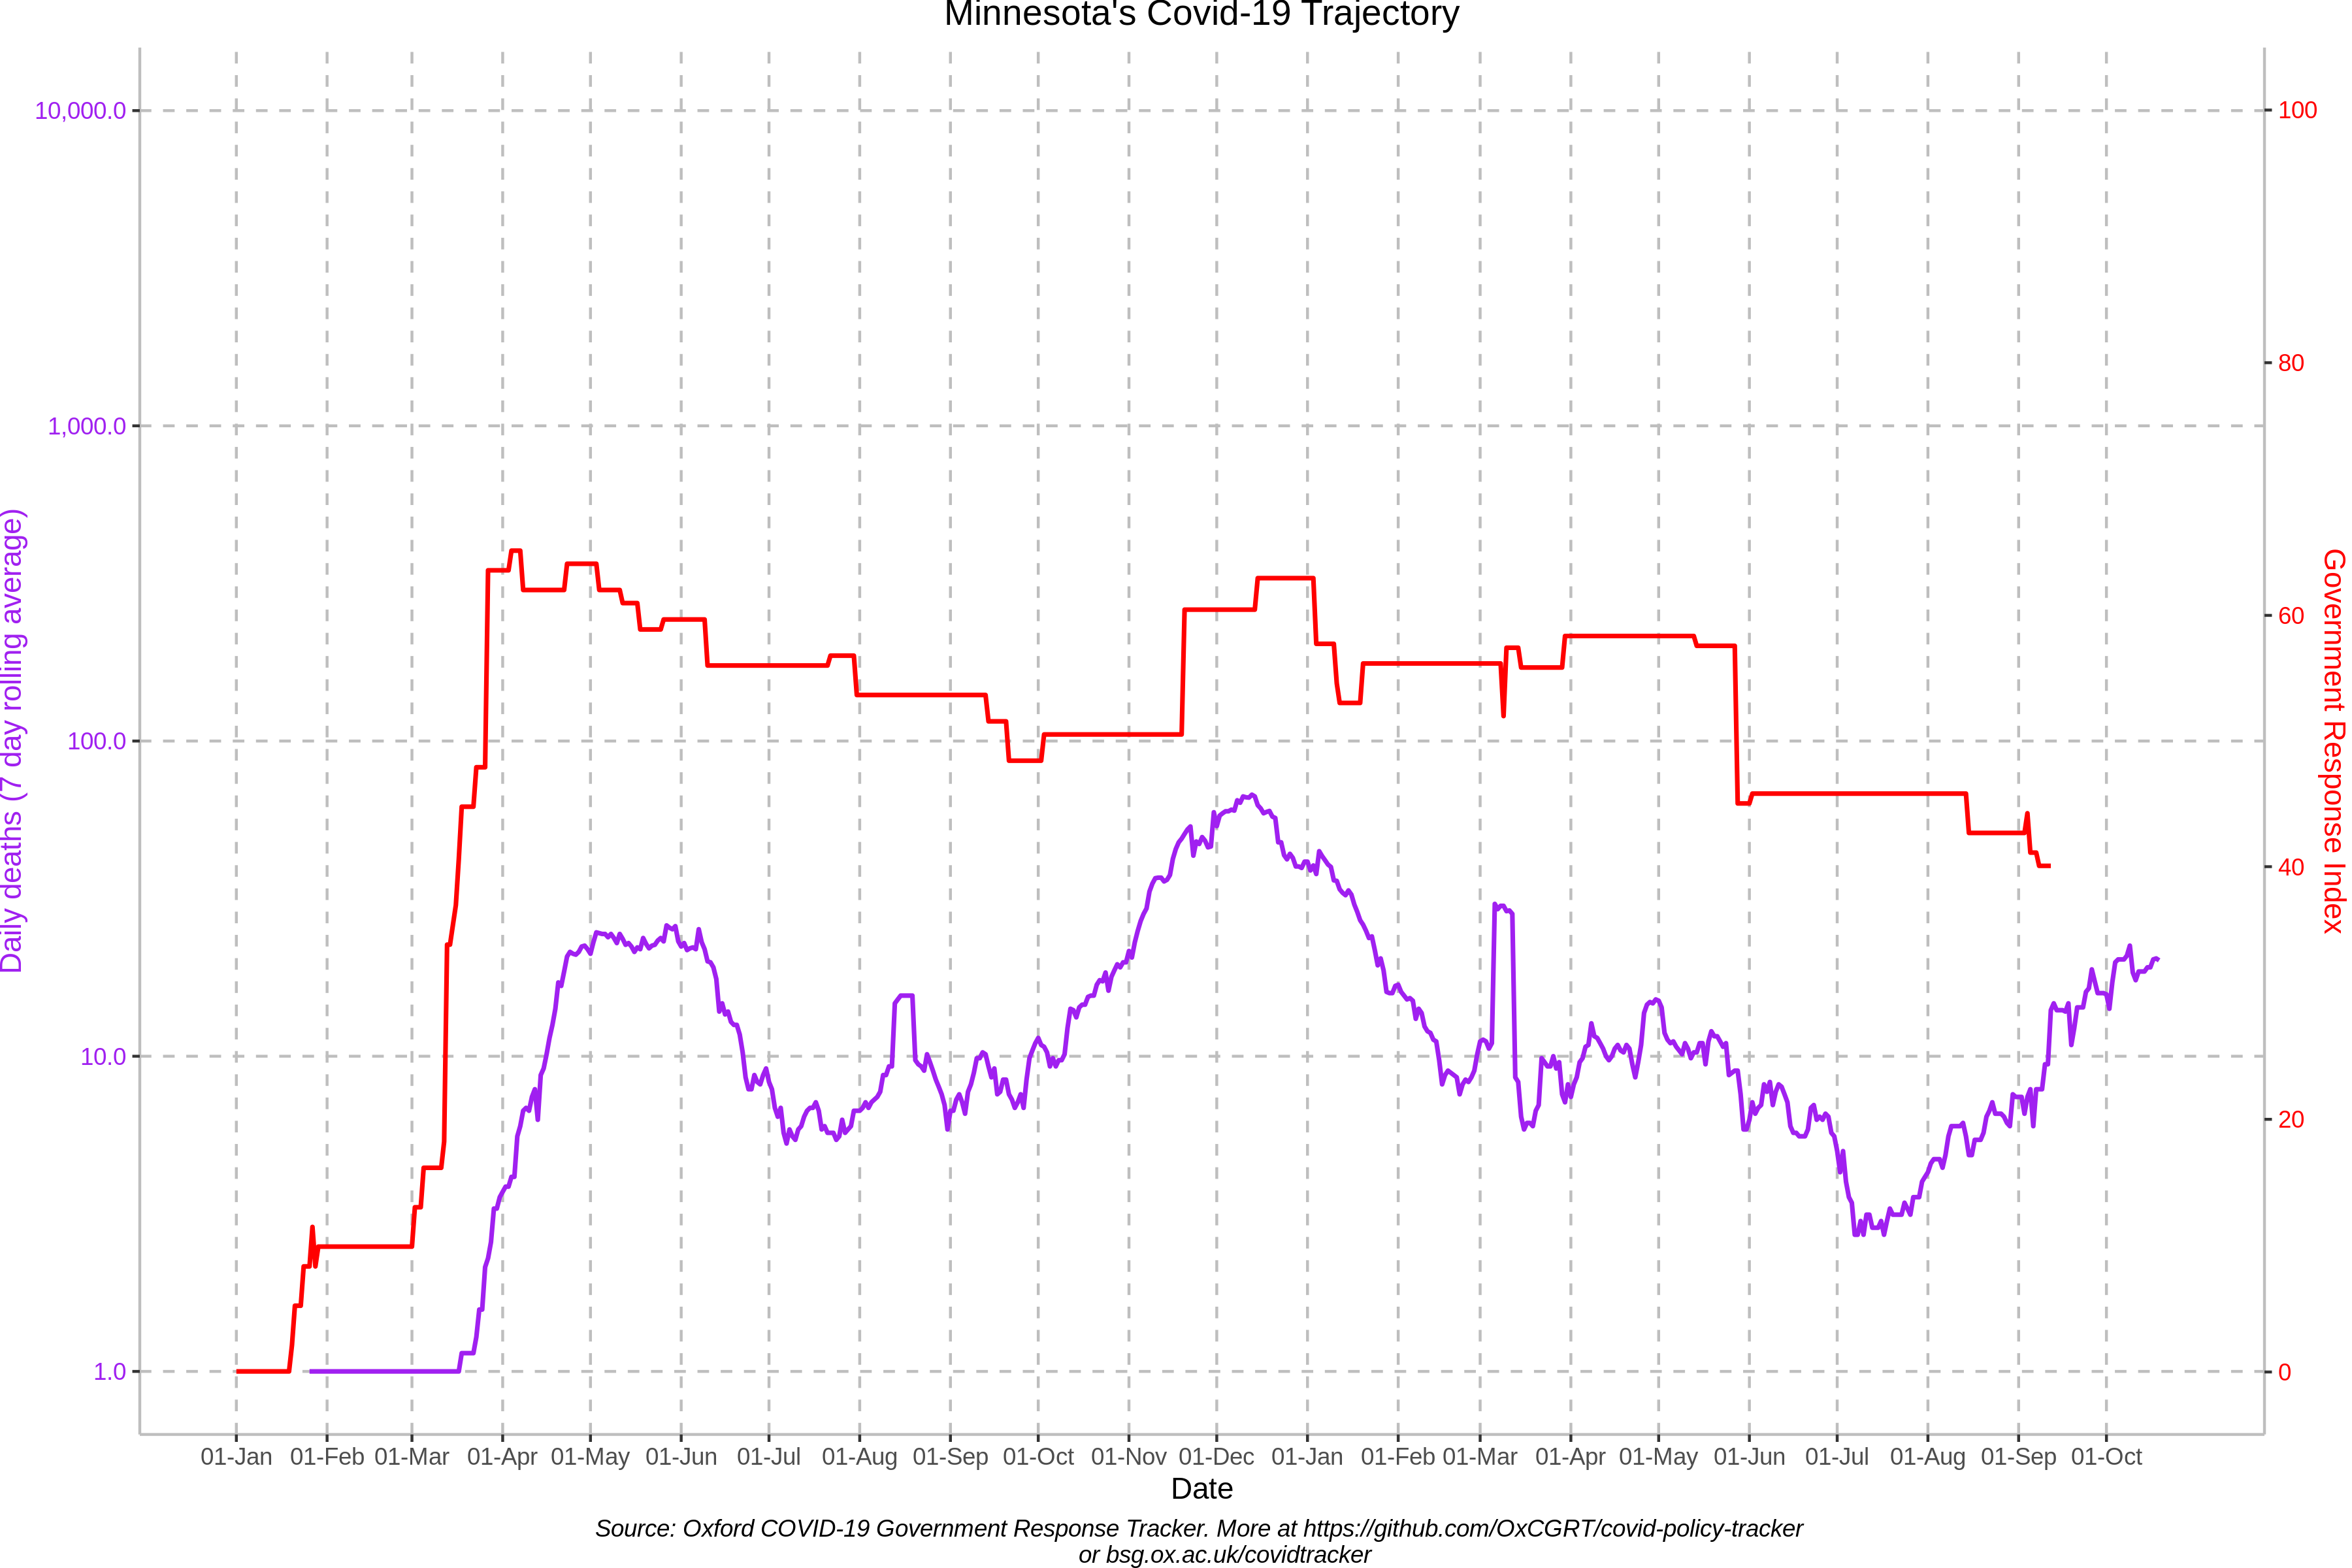 Minnesota's Covid-19 Trajectory
10,000.0
1,000.0
100.0
10.0
1.0
Daily deaths (7 day rolling average)
100
80
60
40
20
0
Government Response Index
01-Jan 01-Feb 01-Mar 01-Apr 01-May 01-Jun 01-Jul 01-Aug 01-Sep 01-Oct 01-Nov 01-Dec 01-Jan 01-Feb 01-Mar 01-Apr 01-May 01-Jun 01-Jul 01-Aug 01-Sep 01-Oct
Date
Source: Oxford COVID-19 Government Response Tracker. More at https://github.com/OxCGRT/covid-policy-tracker
or bsg.ox.ac.uk/covidtracker